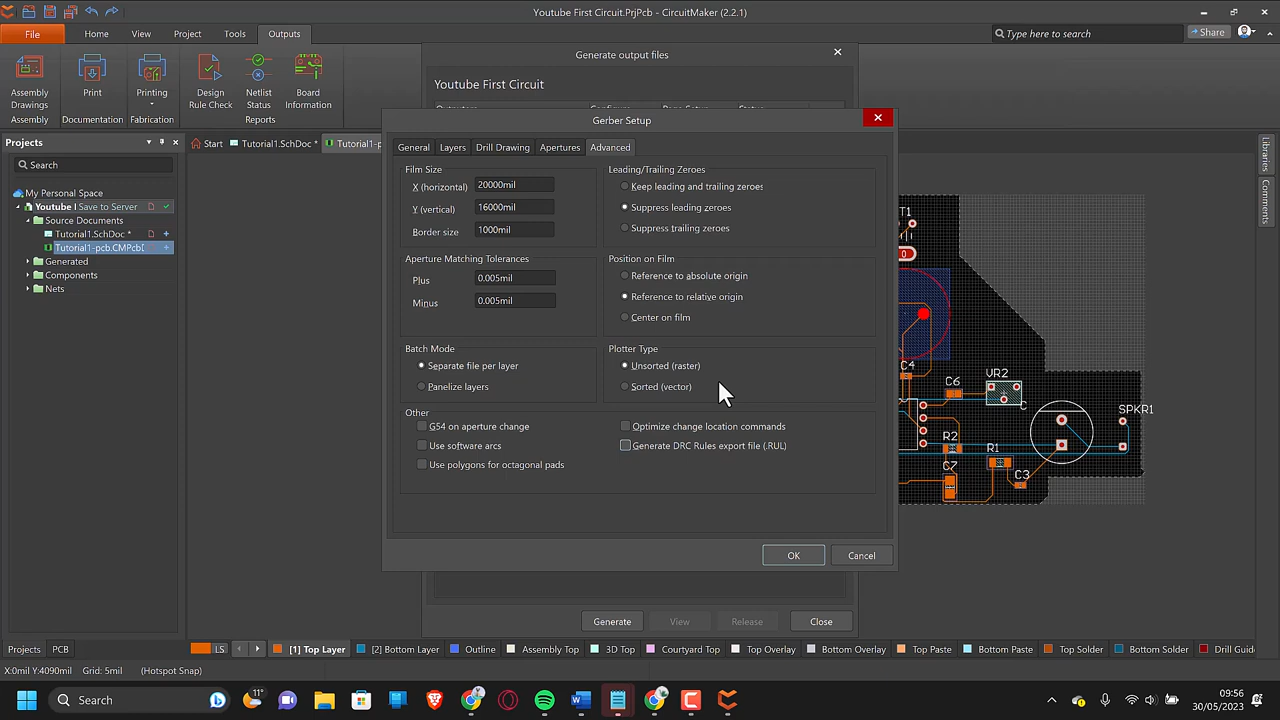 Youtube First Circuit.PrjPcb - CircuitMaker (2.2.1)
File
Home
View
Project
Tools
Outputs
Type here to search
Share
Assembly Drawings
Assembly
Print
Documentation
Printing
Fabrication
Design Rule Check
Netlist Status
Board Information
Reports
Generate output files
Youtube First Circuit
Gerber Setup
General
Layers
Drill Drawing
Apertures
Advanced
Film Size
X (horizontal)
20000mil
Y (vertical)
16000mil
Border size
1000mil
Leading/Trailing Zeroes
Keep leading and trailing zeroes
Suppress leading zeroes
Suppress trailing zeroes
Aperture Matching Tolerances
Plus
0.005mil
Minus
0.005mil
Position on Film
Reference to absolute origin
Reference to relative origin
Center on film
Batch Mode
Separate file per layer
Panelize layers
Plotter Type
Unsorted (raster)
Sorted (vector)
Other
G54 on aperture change
Use software arcs
Use polygons for octagonal pads
Optimize change location commands
Generate DRC Rules export file (.RUL)
OK
Cancel
Generate
View
Release
Close
Projects
Search
My Personal Space
Youtube I Save to Server
Source Documents
Tutorial1.SchDoc *
Tutorial1-pcb.CMPcbD
Generated
Components
Nets
Start
Tutorial1.SchDoc *
Tutorial1-p
Libraries
Comments
T1
0
C4
C6
VR2
C
SPKR1
R2
R1
C7
C3
Projects
PCB
LS
[1] Top Layer
[2] Bottom Layer
Outline
Assembly Top
3D Top
Courtyard Top
Top Overlay
Bottom Overlay
Top Paste
Bottom Paste
Top Solder
Bottom Solder
Drill Guide
X:0mil Y:4090mil
Grid: 5mil
(Hotspot Snap)
Search
11°
09:56
30/05/2023